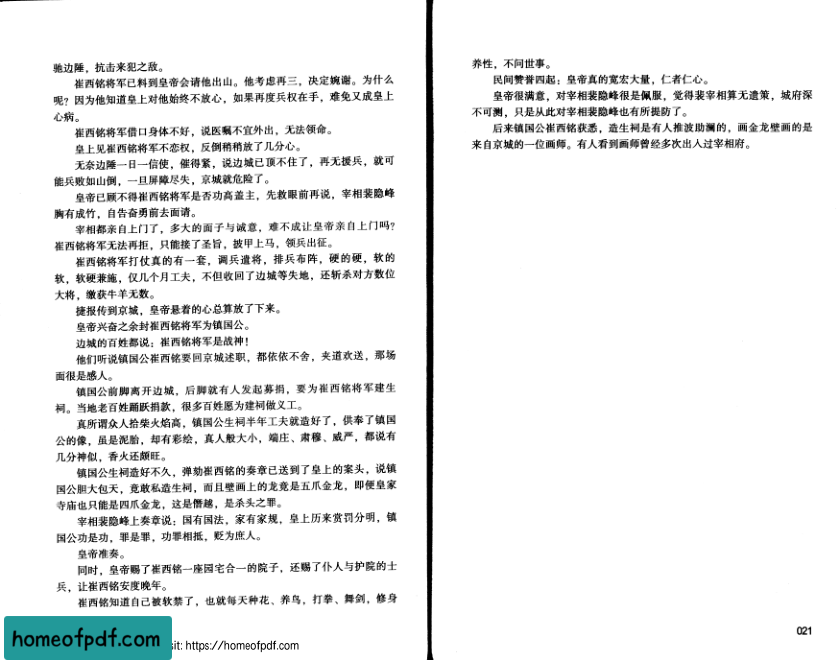 驰边陲，抗击来犯之敌。
崔西铭将军已料到皇帝会请他出山。他考虑再三，决定婉谢。为什么
呢？因为他知道皇上对他始终不放心，如果再度兵权在手，难免又成皇上
心病。
崔西铭将军借口身体不好，说医嘱不宜外出，无法领命。
皇上见崔西铭将军不恋权，反倒稍稍放了几分心。
无奈边陲一日一信使，催得紧，说边城已顶不住了，再无援兵，就可
能兵败如山倒，一旦屏障尽失，京城就危险了。
皇帝已顾不得崔西铭将军是否功高盖主，先救眼前再说，宰相裴隐峰
胸有成竹，自告奋勇前去面请。
宰相都亲自上门了，多大的面子与诚意，难不成让皇帝亲自上门吗？
崔西铭将军无法再拒，只能接了圣旨，披甲上马，领兵出征。
崔西铭将军打仗真的有一套，调兵遣将，排兵布阵，硬的硬，软的
软，软硬兼施，仅几个月工夫，不但收回了边城等失地，还斩杀对方数位
大将，缴获牛羊无数。
捷报传到京城，皇帝悬着的心总算放了下来。
皇帝兴奋之余封崔西铭将军为镇国公。
边城的百姓都说：崔西铭将军是战神！
他们听说镇国公崔西铭要回京城述职，都依依不舍，夹道欢送，那场
面很是感人。
镇国公前脚离开边城，后脚就有人发起募捐，要为崔西铭将军建生
祠。当地老百姓踊跃捐款，很多百姓愿为建祠做义工。
真所谓众人拾柴火焰高，镇国公生祠半年工夫就造好了，供奉了镇国
公的像，虽是泥胎，却有彩绘，真人般大小，端庄、肃穆、威严，都说有
几分神似，香火还颇旺。
镇国公生祠造好不久，弹劾崔西铭的奏章已送到了皇上的案头，说镇
国公胆大包天，竟敢私造生祠，而且壁画上的龙竟是五爪金龙，即便皇家
寺庙也只能是四爪金龙，这是僭越，是杀头之罪。
宰相裴隐峰上奏章说：国有国法，家有家规，皇上历来赏罚分明，镇
国公功是功，罪是罪，功罪相抵，贬为庶人。
皇帝准奏。
同时，皇帝赐了崔西铭一座园宅合一的院子，还赐了仆人与护院的士
兵，让崔西铭安度晚年。
崔西铭知道自己被软禁了，也就每天种花、养鸟，打拳、舞剑，修身
养性，不问世事。
民间赞誉四起：皇帝真的宽宏大量，仁者仁心。
皇帝很满意，对宰相裴隐峰很是佩服，觉得裴宰相算无遗策，城府深
不可测，只是从此对宰相裴隐峰也有所提防了。
后来镇国公崔西铭获悉，造生祠是有人推波助澜的，画金龙壁画的是
来自京城的一位画师。有人看到画师曾经多次出入过宰相府。
021
homeofpdf.com
sit: https://homeofpdf.com